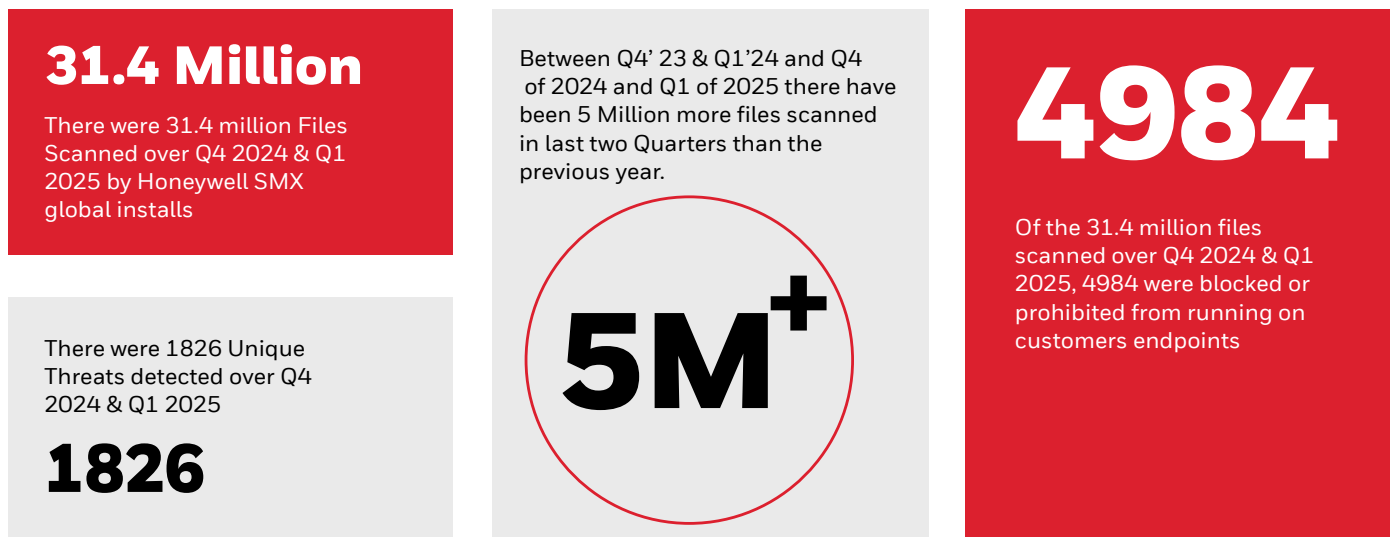 31.4 Million
There were 31.4 million Files
Scanned over Q4 2024 & Q1
2025 by Honeywell SMX
global installs
There were 1826 Unique
Threats detected over Q4
2024 & Q1 2025
1826
Between Q4’ 23 & Q1’24 and Q4
of 2024 and Q1 of 2025 there have
been 5 Million more files scanned
in last two Quarters than the
previous year.
5M+
4984
Of the 31.4 million files
scanned over Q4 2024 & Q1
2025, 4984 were blocked or
prohibited from running on
customers endpoints